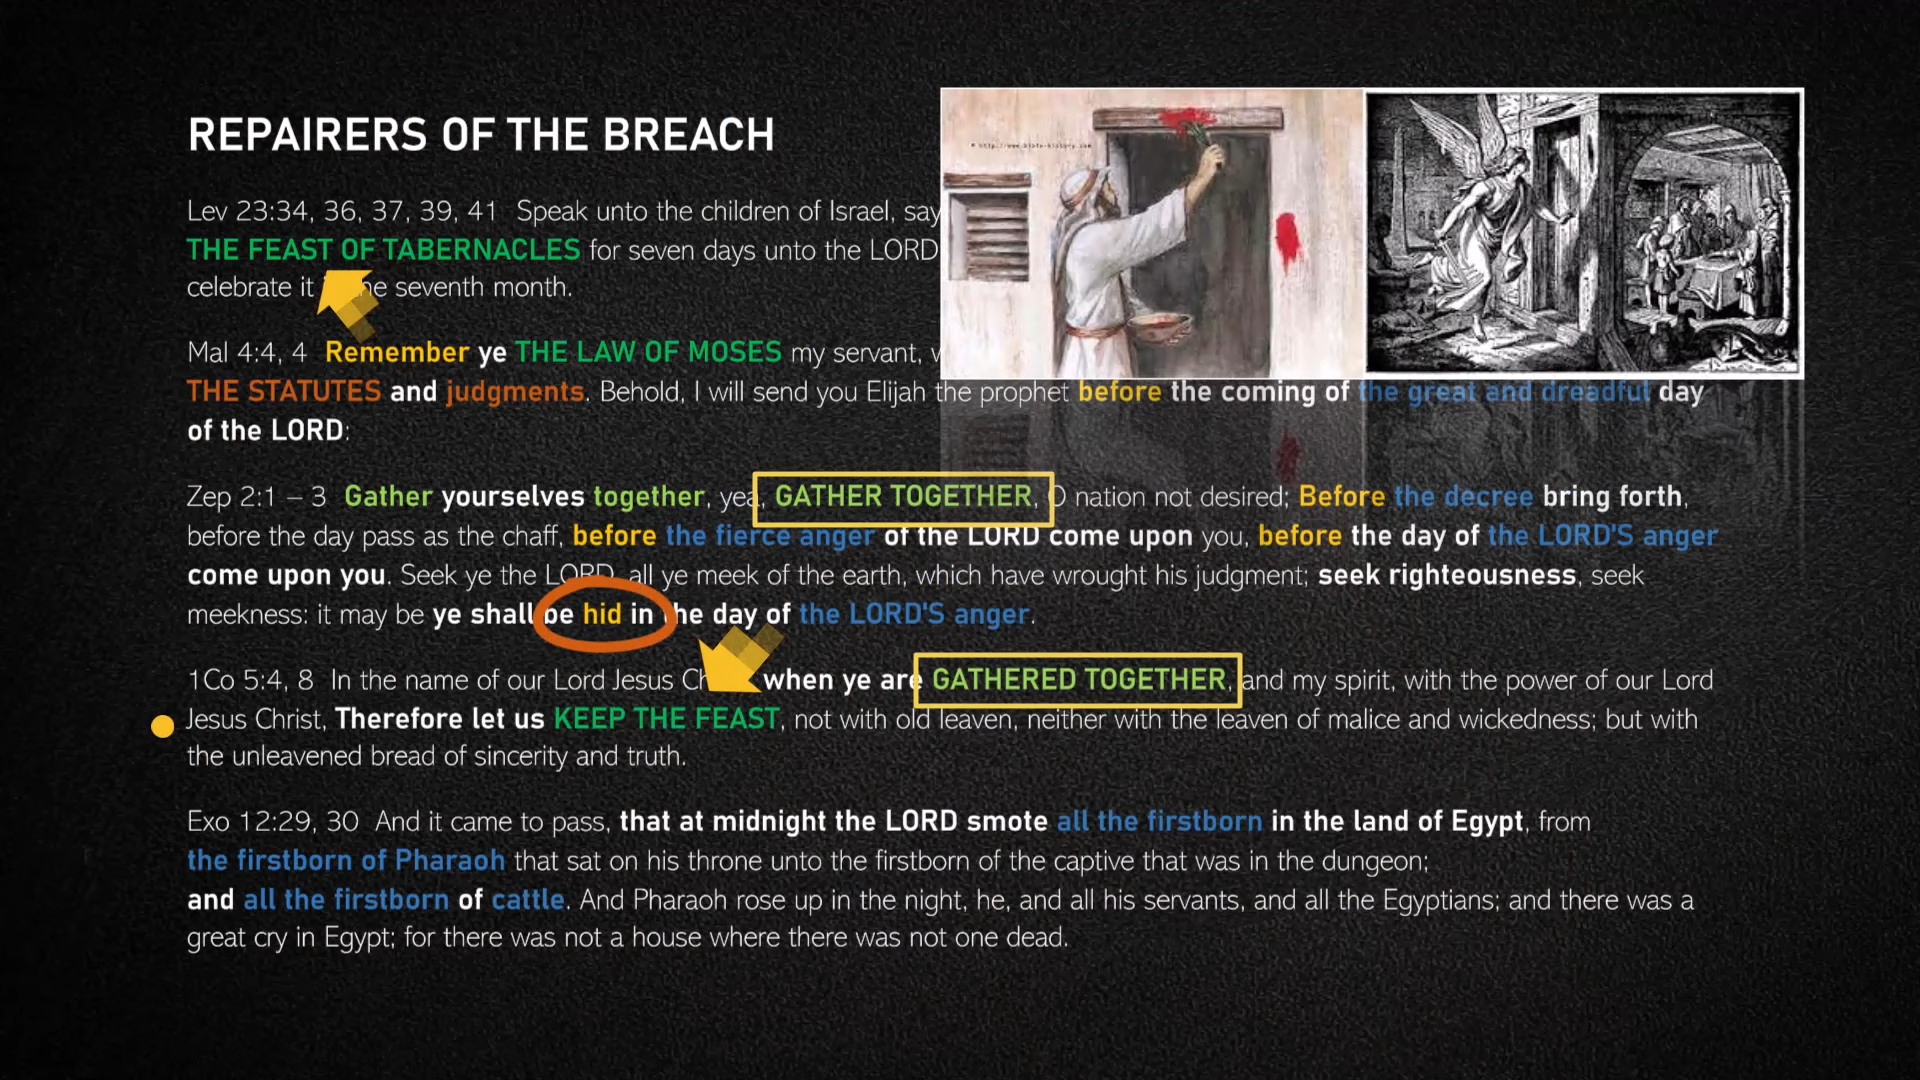 REPAIRERS OF THE BREACH
Lev 23:34, 36, 37, 39, 41 Speak unto the children of Israel, say
THE FEAST OF TABERNACLES for seven days unto the LORD
celebrate it he seventh month.
Mal 4:4, 4 Remember ye THE LAW OF MOSES my servant,
THE STATUTES and judgments. Behold, I will send you Elijah the prophet before the coming of the great and dreadful day
of the LORD:
Zep 2:1 – 3 Gather yourselves together, yea, GATHER TOGETHER, O nation not desired; Before the decree bring forth,
before the day pass as the chaff, before the fierce anger of the LORD come upon you, before the day of the LORD'S anger
come upon you. Seek ye the LORD, all ye meek of the earth, which have wrought his judgment; seek righteousness, seek
meekness: it may be ye shall be hid in the day of the LORD'S anger.
1Co 5:4, 8 In the name of our Lord Jesus Ch when ye are GATHERED TOGETHER, and my spirit, with the power of our Lord
Jesus Christ, Therefore let us KEEP THE FEAST, not with old leaven, neither with the leaven of malice and wickedness; but with
the unleavened bread of sincerity and truth.
Exo 12:29, 30 And it came to pass, that at midnight the LORD smote all the firstborn in the land of Egypt, from
the firstborn of Pharaoh that sat on his throne unto the firstborn of the captive that was in the dungeon;
and all the firstborn of cattle. And Pharaoh rose up in the night, he, and all his servants, and all the Egyptians; and there was a
great cry in Egypt; for there was not a house where there was not one dead.
© http://www.bible-history.com